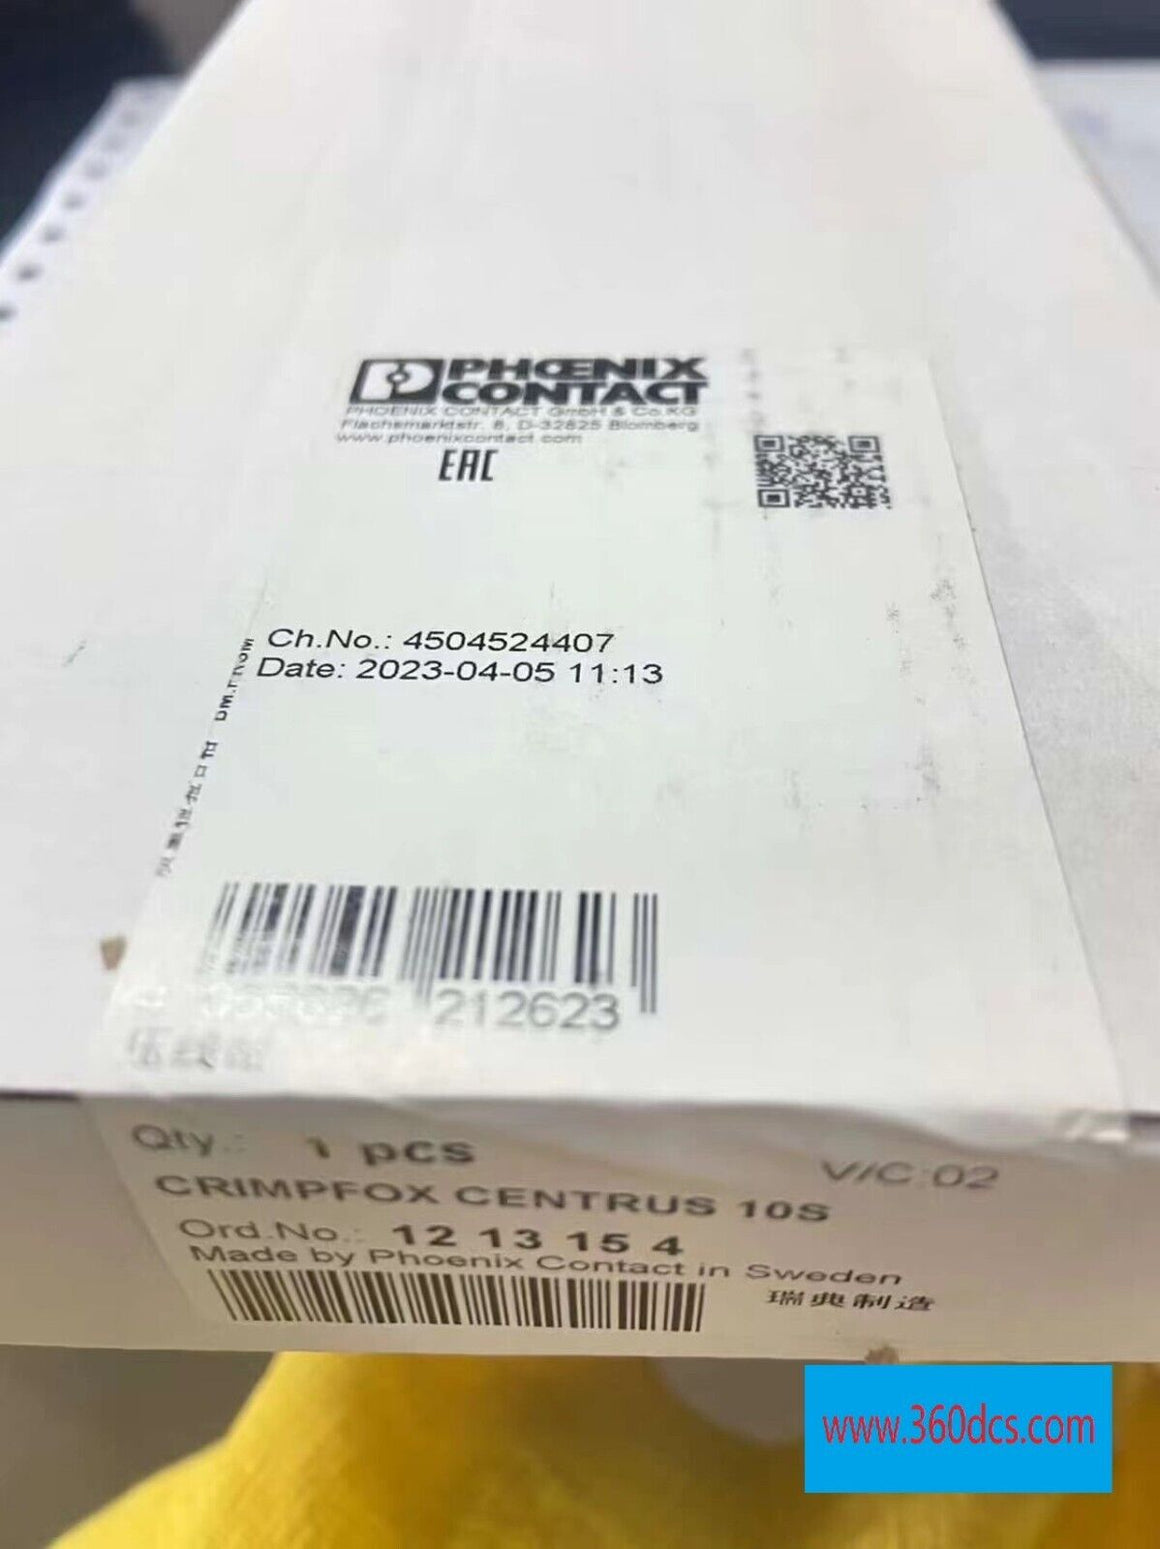 PHŒNIX
CONTACT
PHOENIX CONTACT GmbH & Co.KG
Flachsmarktstr. 8, D-32825 Blomberg
www.phoenixcontact.com
EAC
Ch.No.: 4504524407
Date: 2023-04-05 11:13
212623
Qty.: 1 pcs
V/C:02
CRIMPFOX CENTRUS 10S
Ord.No.: 12 13 15 4
Made by Phoenix Contact in Sweden
瑞典制造
www.360dcs.com